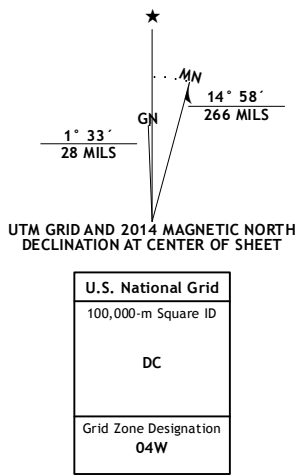 ★
MN
GN
14° 58´
266 MILS
1° 33´
28 MILS
UTM GRID AND 2014 MAGNETIC NORTH
DECLINATION AT CENTER OF SHEET
U.S. National Grid
100,000-m Square ID
DC
Grid Zone Designation
04W